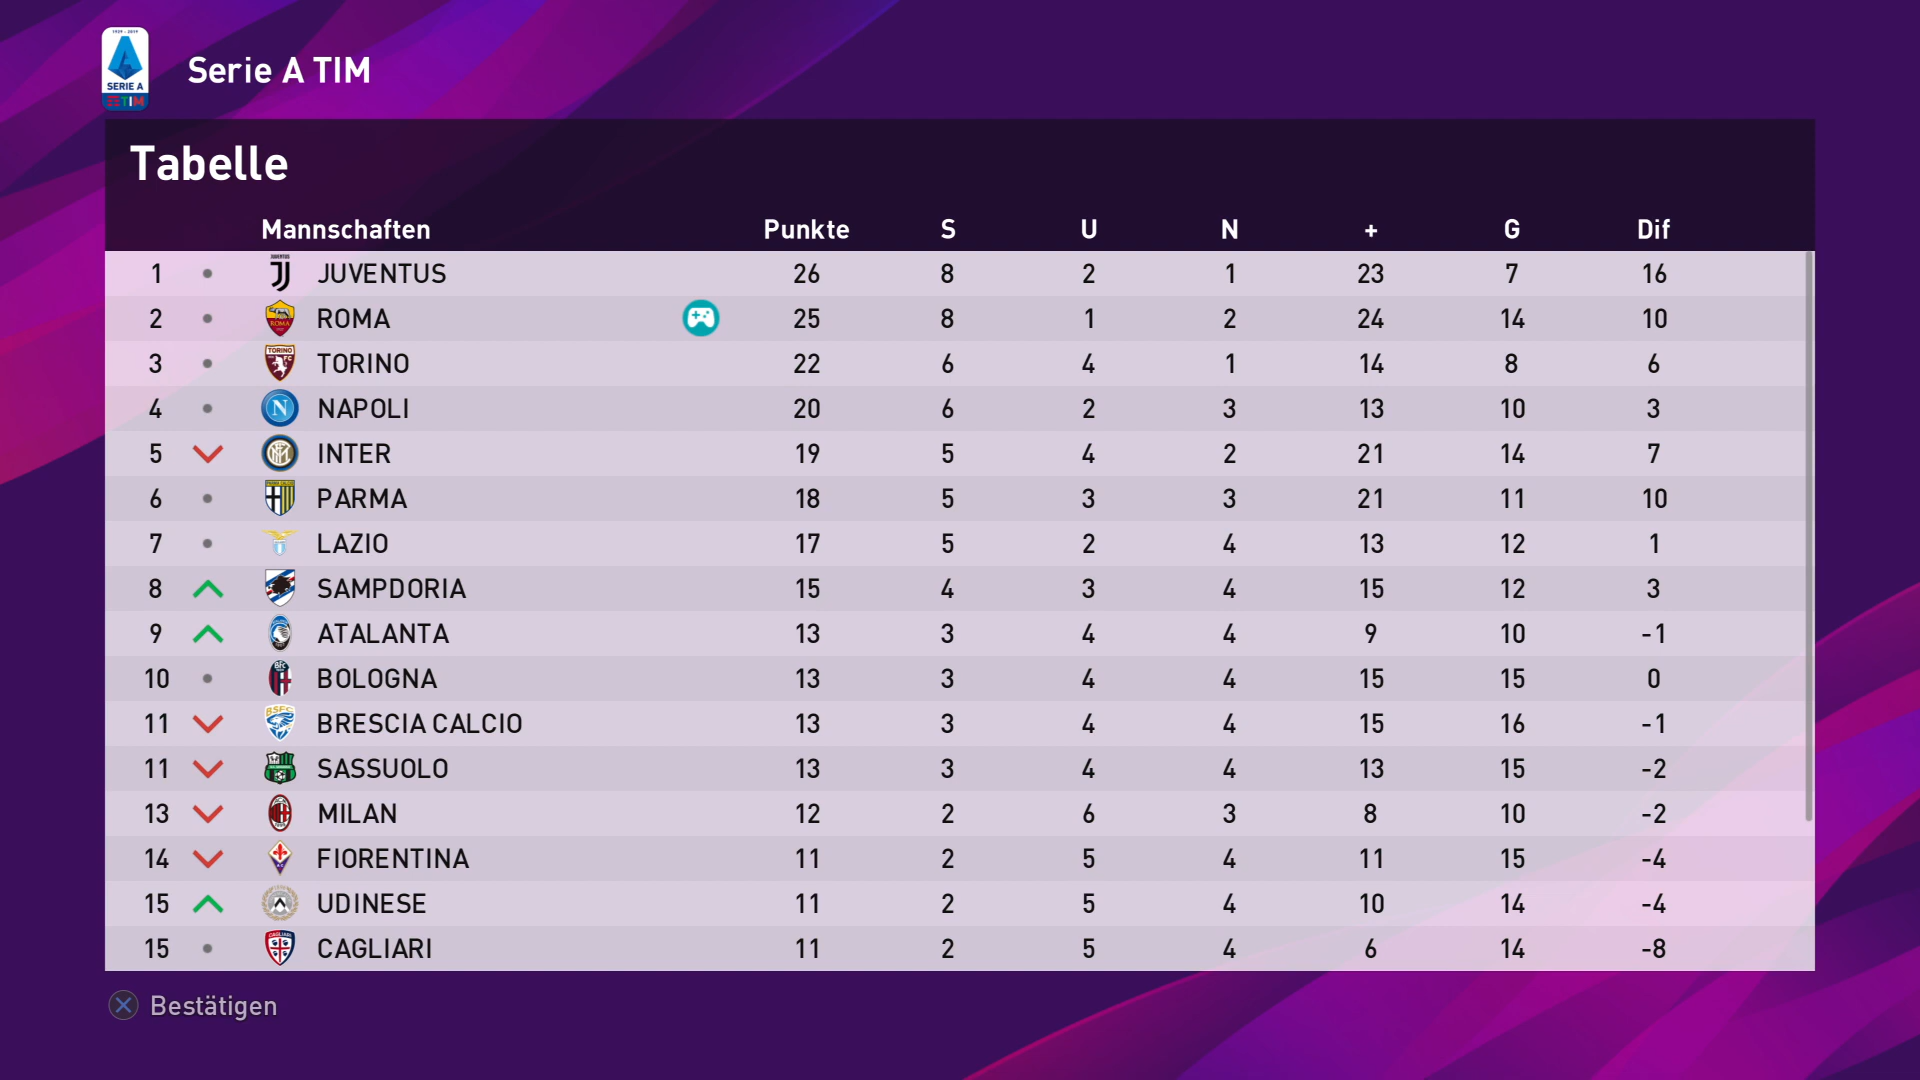 1929 - 2019
SERIE A
TIM
Serie A TIM
Tabelle
Mannschaften Punkte S U N + G Dif
1 JUVENTUS 26 8 2 1 23 7 16
2 ROMA 25 8 1 2 24 14 10
3 TORINO 22 6 4 1 14 8 6
4 NAPOLI 20 6 2 3 13 10 3
5 INTER 19 5 4 2 21 14 7
6 PARMA 18 5 3 3 21 11 10
7 LAZIO 17 5 2 4 13 12 1
8 SAMPDORIA 15 4 3 4 15 12 3
9 ATALANTA 13 3 4 4 9 10 -1
10 BOLOGNA 13 3 4 4 15 15 0
11 BRESCIA CALCIO 13 3 4 4 15 16 -1
11 SASSUOLO 13 3 4 4 13 15 -2
13 MILAN 12 2 6 3 8 10 -2
14 FIORENTINA 11 2 5 4 11 15 -4
15 UDINESE 11 2 5 4 10 14 -4
15 CAGLIARI 11 2 5 4 6 14 -8
Bestätigen